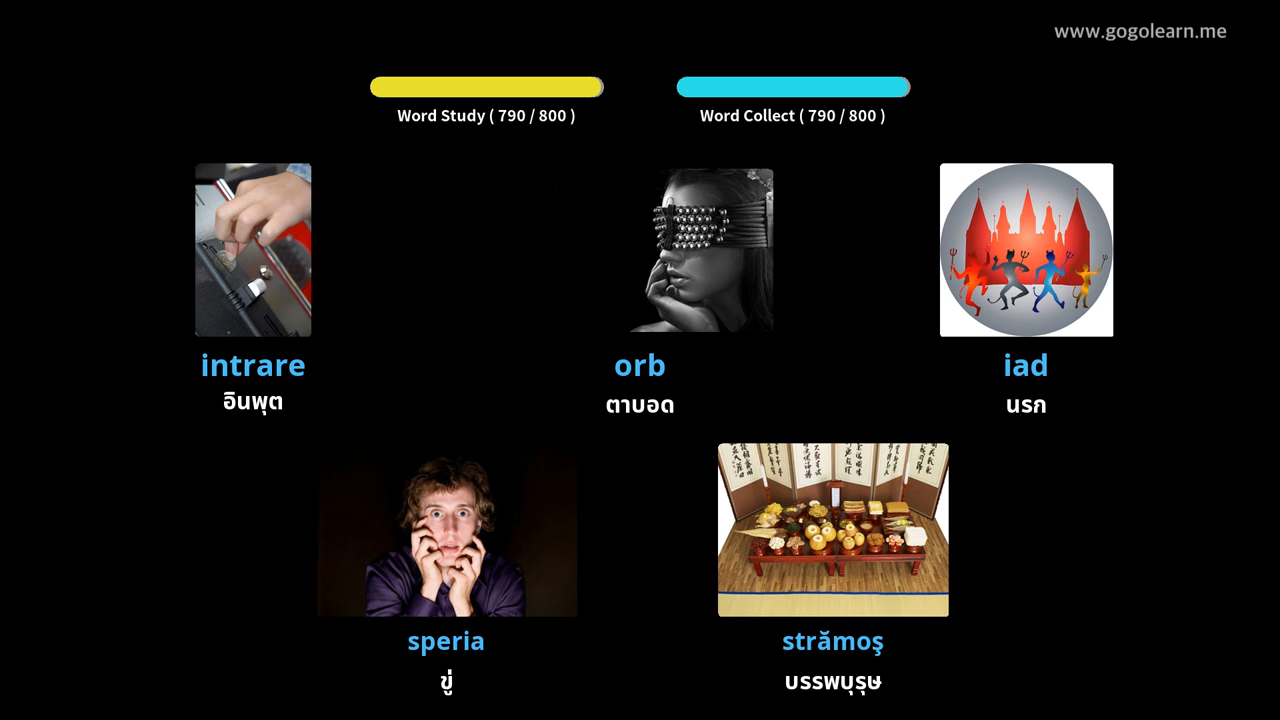 www.gogolearn.me
Word Study ( 790 / 800 )
Word Collect ( 790 / 800 )
intrare
orb
iad
อินพุต
ตาบอด
นรก
speria
strămoş
ขู่
บรรพบุรุษ